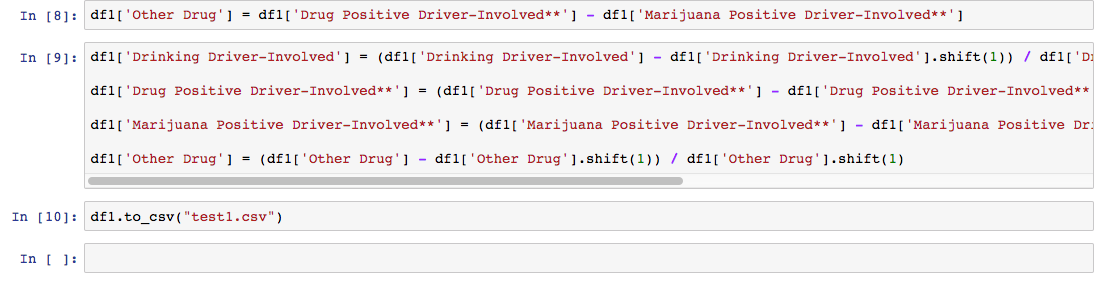 In [8]: df1['Other Drug'] = df1['Drug Positive Driver-Involved**'] - df1['Marijuana Positive Driver-Involved**']
In [9]: df1['Drinking Driver-Involved'] = (df1['Drinking Driver-Involved'] - df1['Drinking Driver-Involved'].shift(1)) / df1['D
df1['Drug Positive Driver-Involved**'] = (df1['Drug Positive Driver-Involved**'] - df1['Drug Positive Driver-Involved**
df1['Marijuana Positive Driver-Involved**'] = (df1['Marijuana Positive Driver-Involved**'] - df1['Marijuana Positive Dr
df1['Other Drug'] = (df1['Other Drug'] - df1['Other Drug'].shift(1)) / df1['Other Drug'].shift(1)
In [10]: df1.to_csv("test1.csv")
In [ ]: